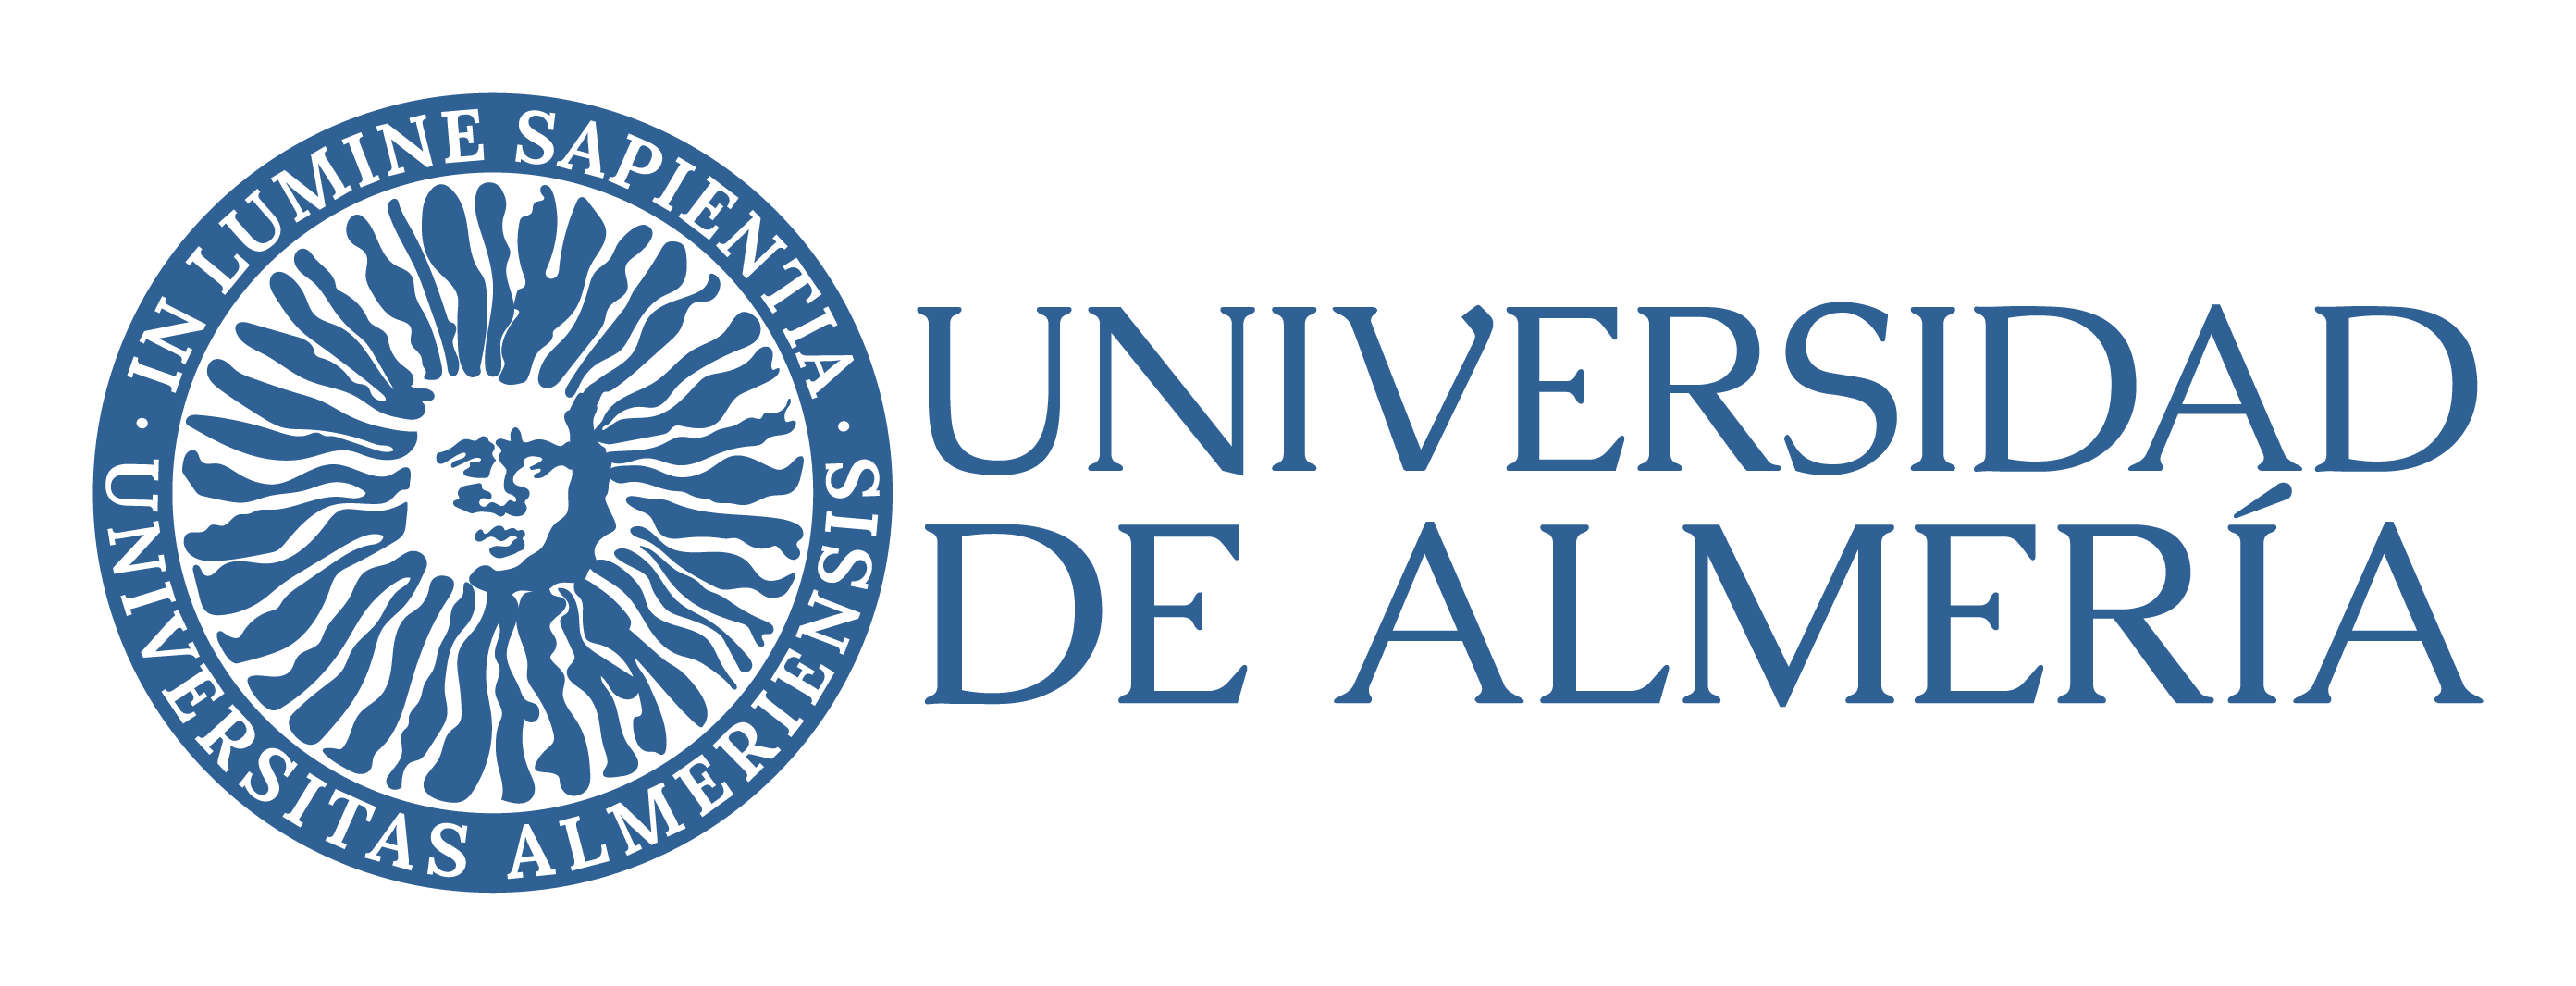 · IN LUMINE SAPIENTIA ·
UNIVERSITAS ALMERIENSIS
UNIVERSIDAD
DE ALMERÍA